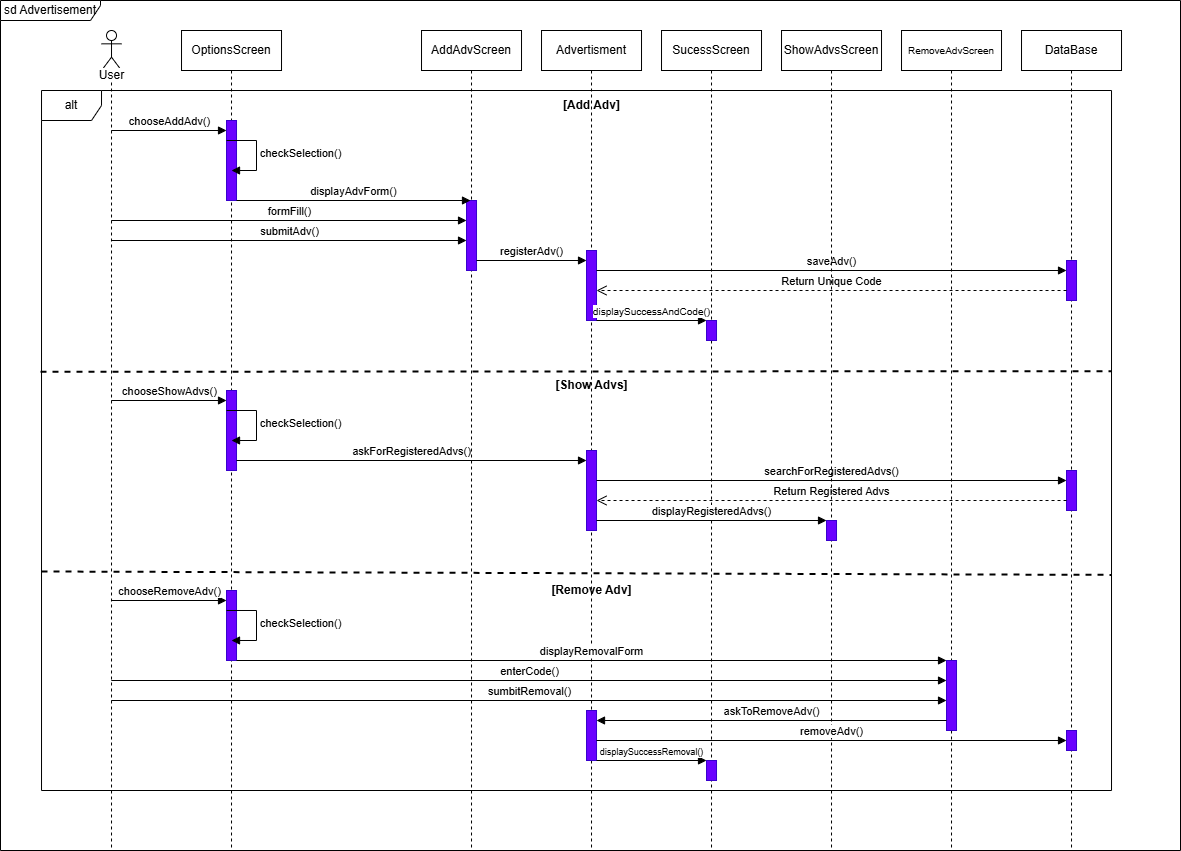 sd Advertisement
User
OptionsScreen
AddAdvScreen
Advertisment
SucessScreen
ShowAdvsScreen
RemoveAdvScreen
DataBase
alt
[Add Adv]
chooseAddAdv()
checkSelection()
displayAdvForm()
formFill()
submitAdv()
registerAdv()
saveAdv()
Return Unique Code
displaySuccessAndCode()
[Show Advs]
chooseShowAdvs()
checkSelection()
askForRegisteredAdvs()
searchForRegisteredAdvs()
Return Registered Advs
displayRegisteredAdvs()
[Remove Adv]
chooseRemoveAdv()
checkSelection()
displayRemovalForm
enterCode()
sumbitRemoval()
askToRemoveAdv()
removeAdv()
displaySuccessRemoval()